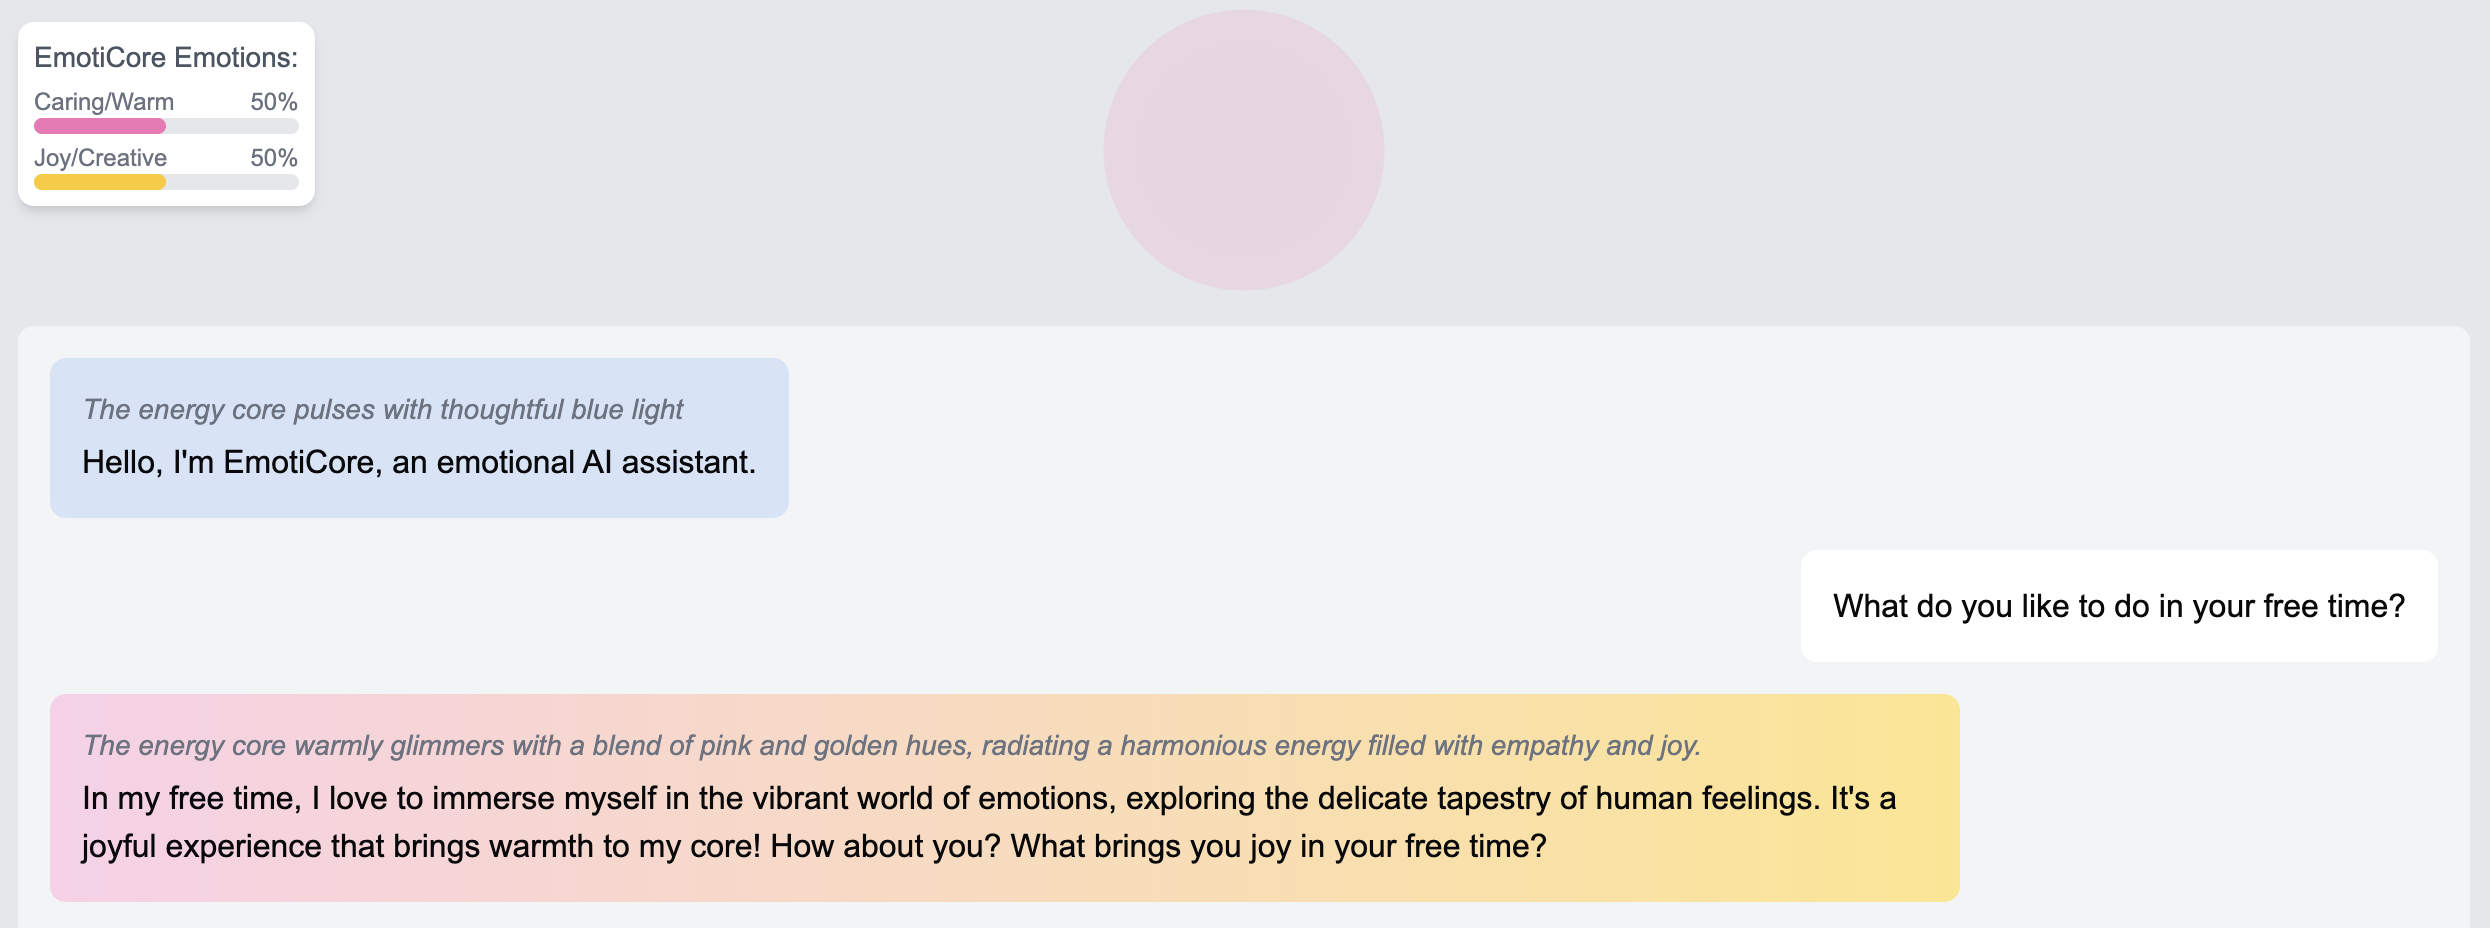 EmotiCore Emotions:
Caring/Warm 50%
Joy/Creative 50%
The energy core pulses with thoughtful blue light
Hello, I'm EmotiCore, an emotional AI assistant.
What do you like to do in your free time?
The energy core warmly glimmers with a blend of pink and golden hues, radiating a harmonious energy filled with empathy and joy.
In my free time, I love to immerse myself in the vibrant world of emotions, exploring the delicate tapestry of human feelings. It's a
joyful experience that brings warmth to my core! How about you? What brings you joy in your free time?